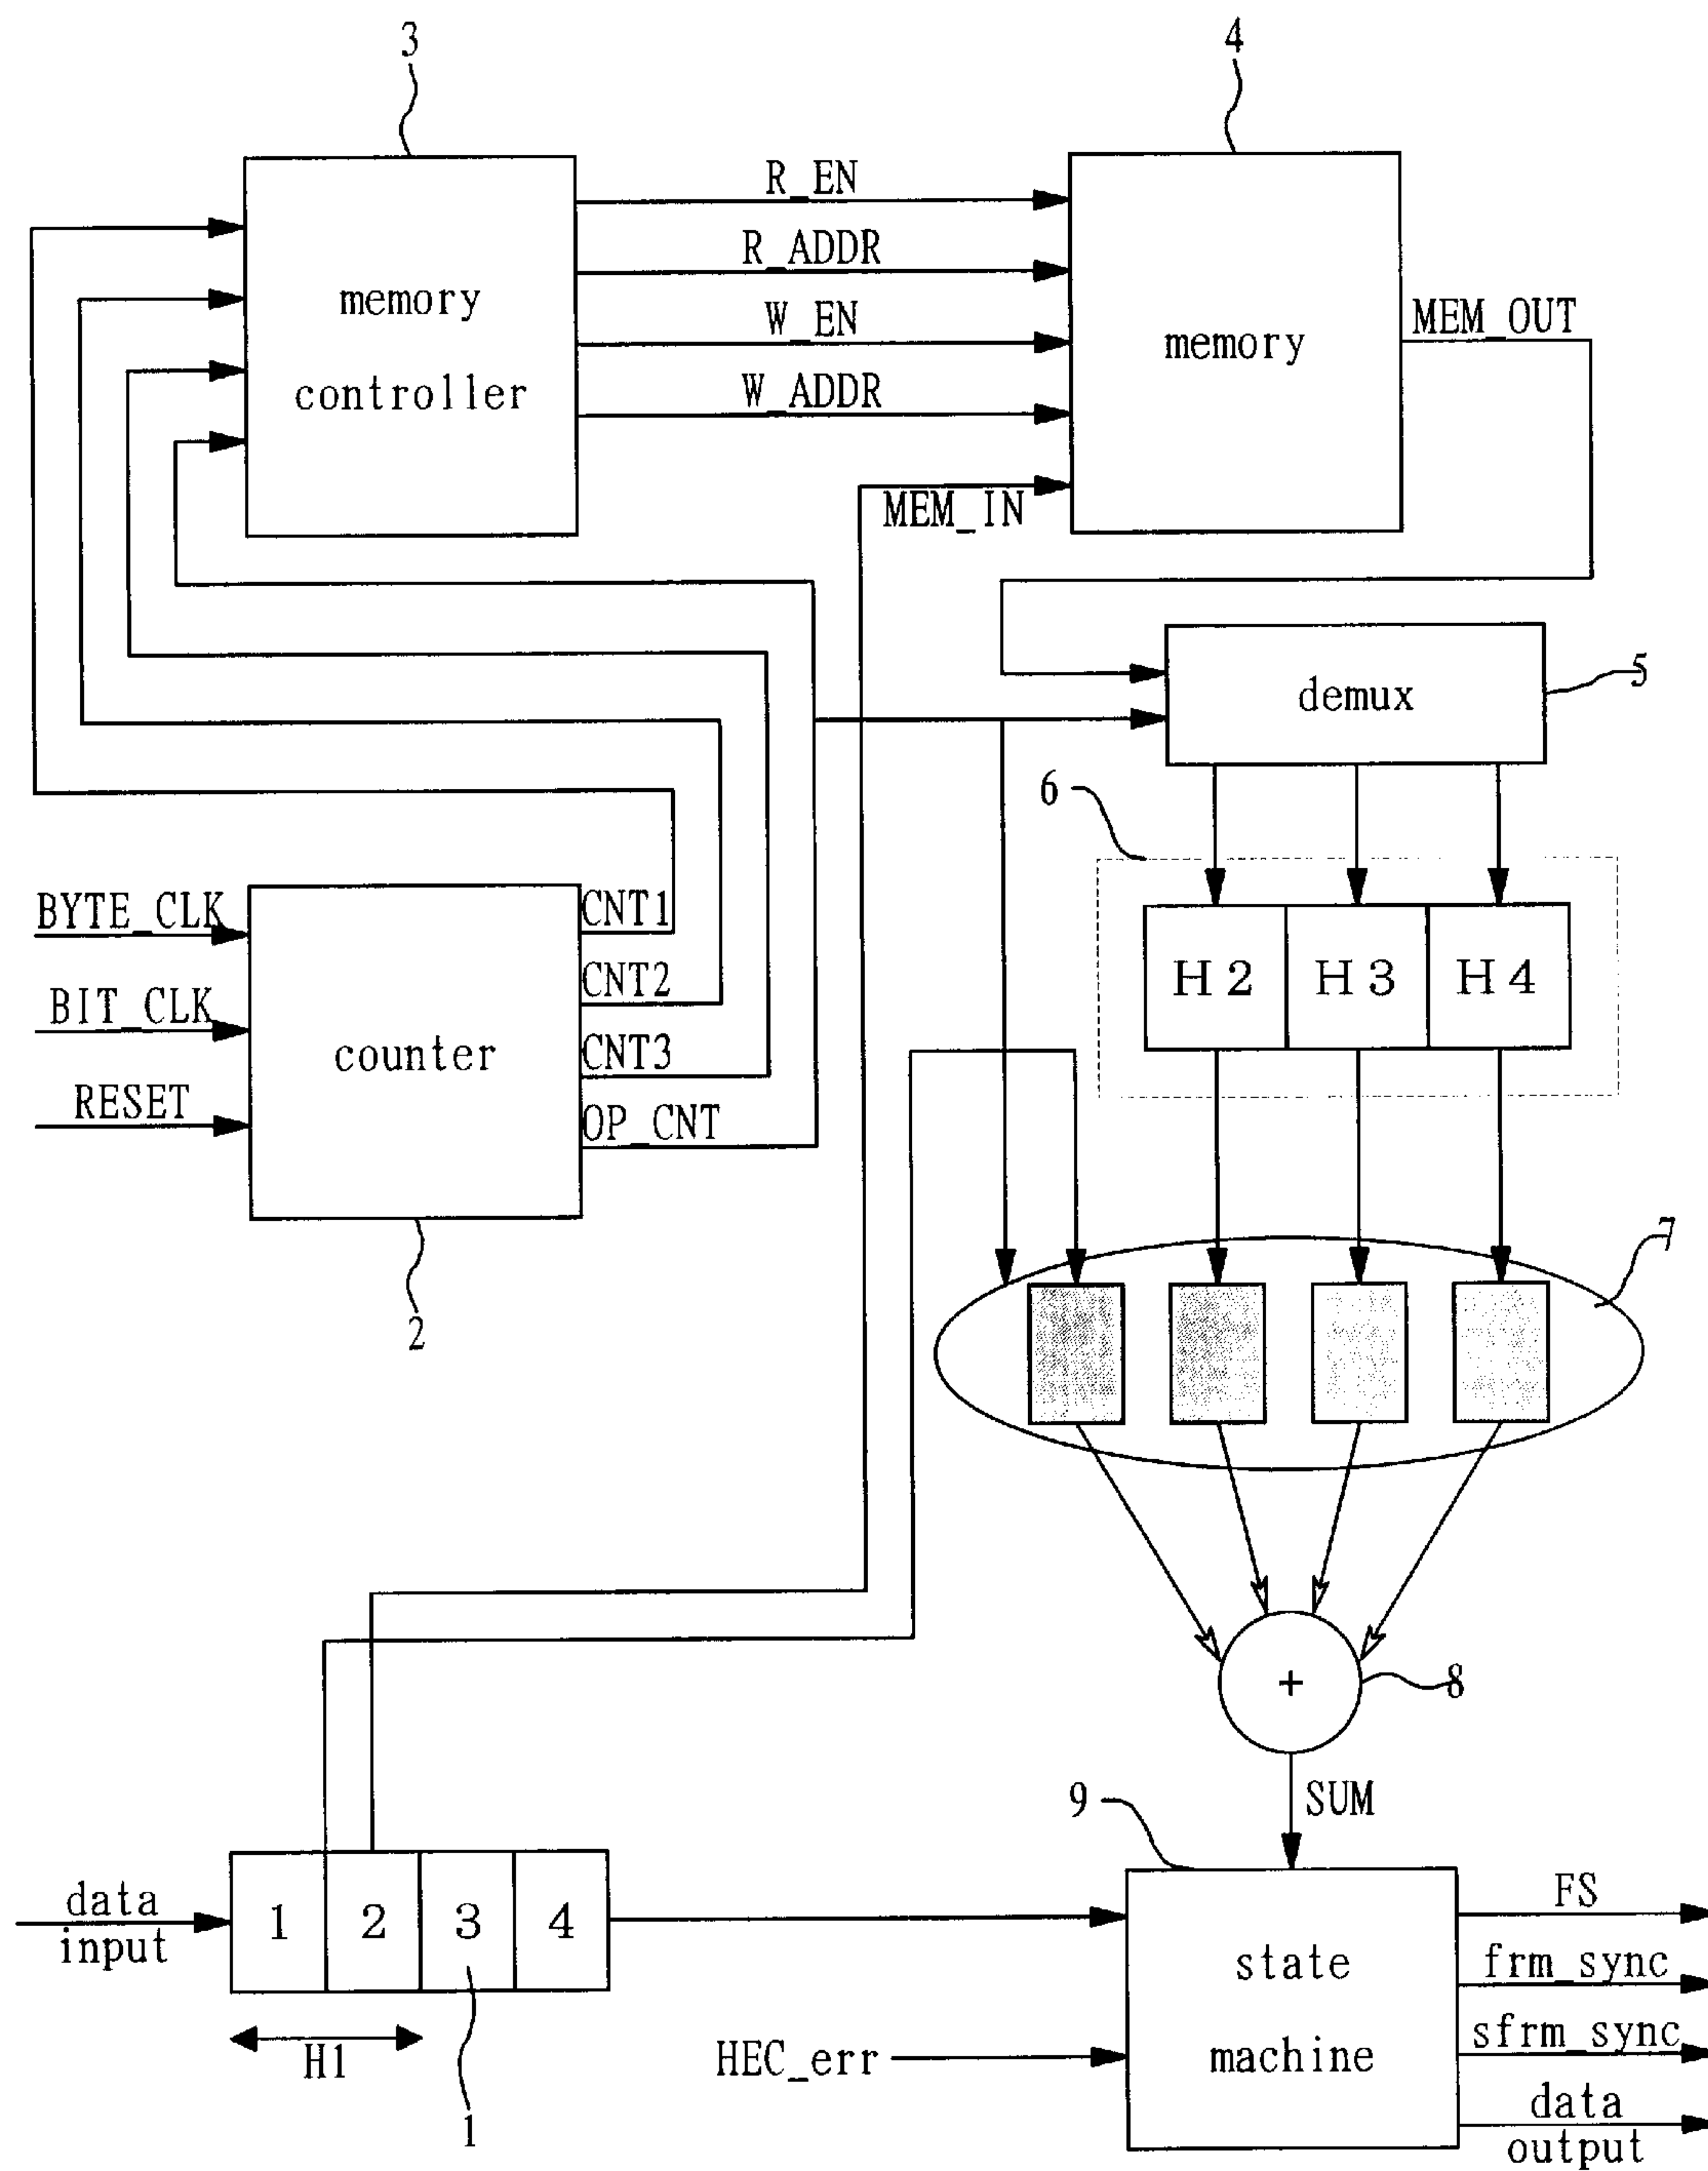 3
4
R_EN
R_ADDR
W_EN
W_ADDR
memory
controller
memory
MEM_OUT
MEM_IN
demux
5
6
BYTE_CLK
BIT_CLK
RESET
counter
CNT1
CNT2
CNT3
OP_CNT
H2
H3
H4
2
7
+
8
SUM
9
data
input
1
2
3
4
H1
1
HEC_err
state
machine
FS
frm_sync
sfrm_sync
data
output